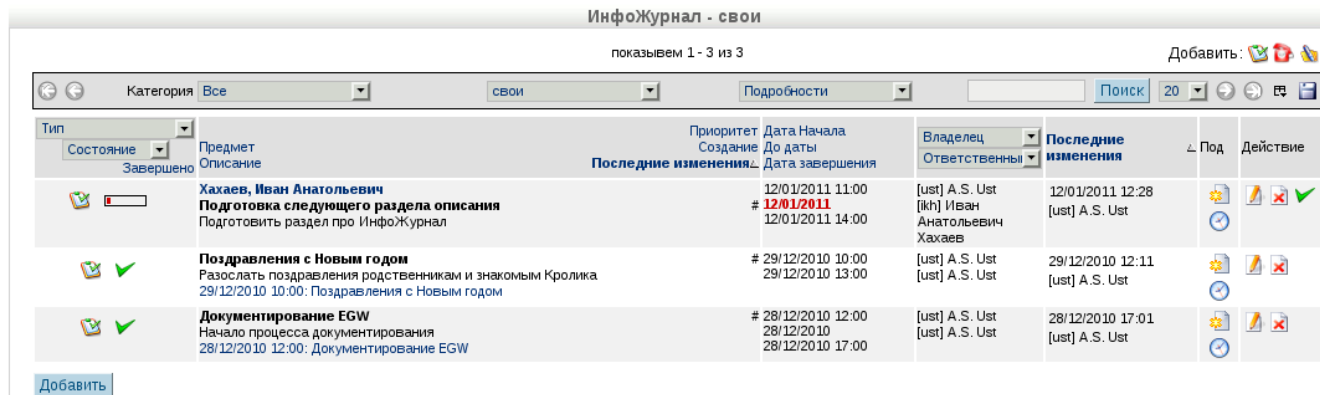 ИнфоЖурнал - свои
показывем 1 - 3 из 3
Добавить:
Категория Все свои Подробности Поиск 20
Тип
Состояние
Завершено
Предмет
Описание
Приоритет
Создание
Последние изменения
Дата Начала
До даты
Дата завершения
Владелец
Ответственны
Последние
изменения
Под
Действие
Хахаев, Иван Анатольевич
Подготовка следующего раздела описания
Подготовить раздел про ИнфоЖурнал
#
12/01/2011 11:00
12/01/2011
12/01/2011 14:00
[ust] A.S. Ust
[ikh] Иван
Анатольевич
Хахаев
12/01/2011 12:28
[ust] A.S. Ust
Поздравления с Новым годом
Разослать поздравления родственникам и знакомым Кролика
29/12/2010 10:00: Поздравления с Новым годом
# 29/12/2010 10:00
29/12/2010 13:00
[ust] A.S. Ust
[ust] A.S. Ust
29/12/2010 12:11
[ust] A.S. Ust
Документирование EGW
Начало процесса документирования
28/12/2010 12:00: Документирование EGW
# 28/12/2010 12:00
28/12/2010
28/12/2010 17:00
[ust] A.S. Ust
[ust] A.S. Ust
28/12/2010 17:01
[ust] A.S. Ust
Добавить